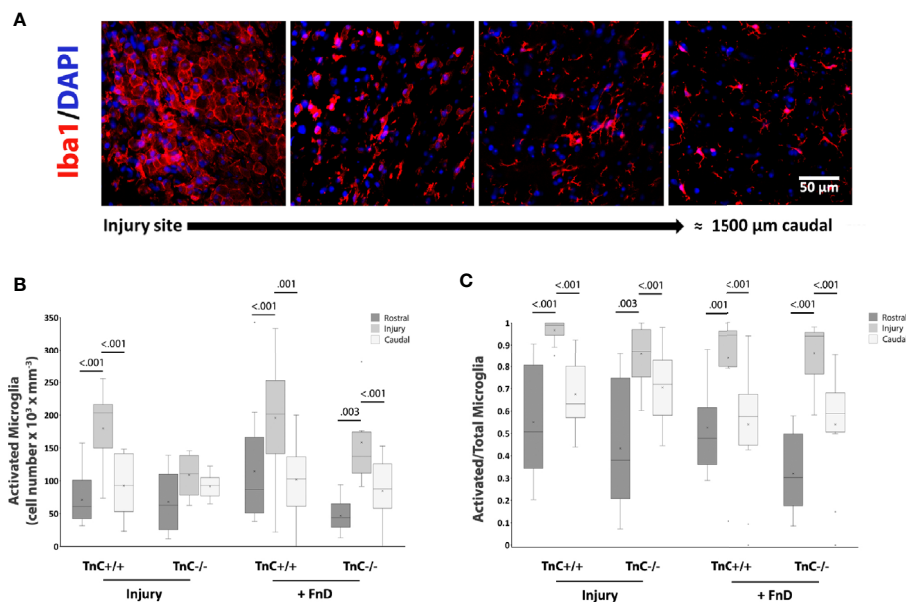 A
Iba1/DAPI
50 µm
Injury site
≈ 1500 µm caudal
B
Activated Microglia
(cell number x 10³ x mm⁻³)
350
300
250
200
150
100
50
0
<.001
<.001
<.001
.001
.003
<.001
Rostral
Injury
Caudal
TnC+/+
TnC-/-
TnC+/+
TnC-/-
Injury
+ FnD
C
Activated/Total Microglia
1
0.9
0.8
0.7
0.6
0.5
0.4
0.3
0.2
0.1
0
<.001
<.001
.003
<.001
.001
<.001
<.001
<.001
Rostral
Injury
Caudal
TnC+/+
TnC-/-
TnC+/+
TnC-/-
Injury
+ FnD